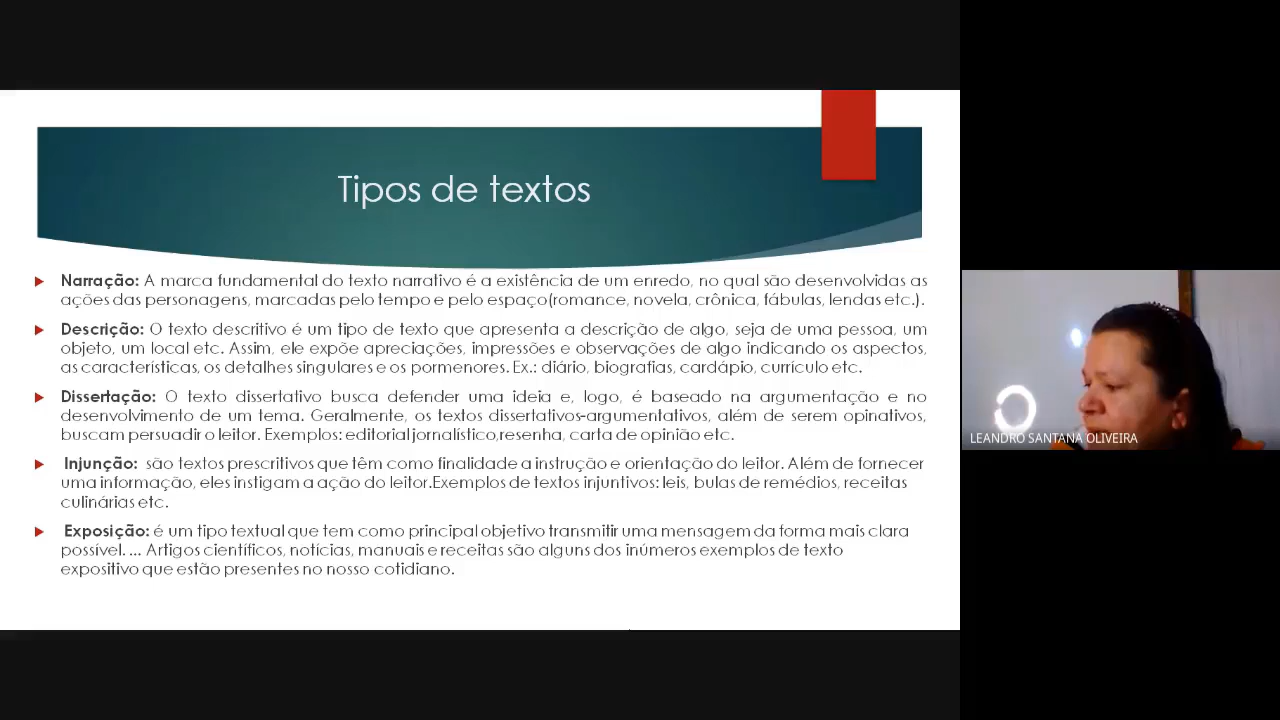 Tipos de textos
Narração: A marca fundamental do texto narrativo é a existência de um enredo, no qual são desenvolvidas as
ações das personagens, marcadas pelo tempo e pelo espaço(romance, novela, crônica, fábulas, lendas etc.).
Descrição: O texto descritivo é um tipo de texto que apresenta a descrição de algo, seja de uma pessoa, um
objeto, um local etc. Assim, ele expõe apreciações, impressões e observações de algo indicando os aspectos,
as características, os detalhes singulares e os pormenores. Ex.: diário, biografias, cardápio, currículo etc.
Dissertação: O texto dissertativo busca defender uma ideia e, logo, é baseado na argumentação e no
desenvolvimento de um tema. Geralmente, os textos dissertativos-argumentativos, além de serem opinativos,
buscam persuadir o leitor. Exemplos: editorial jornalístico,resenha, carta de opinião etc.
Injunção: são textos prescritivos que têm como finalidade a instrução e orientação do leitor. Além de fornecer
uma informação, eles instigam a ação do leitor.Exemplos de textos injuntivos: leis, bulas de remédios, receitas
culinárias etc.
Exposição: é um tipo textual que tem como principal objetivo transmitir uma mensagem da forma mais clara
possível. ... Artigos científicos, notícias, manuais e receitas são alguns dos inúmeros exemplos de texto
expositivo que estão presentes no nosso cotidiano.
LEANDRO SANTANA OLIVEIRA